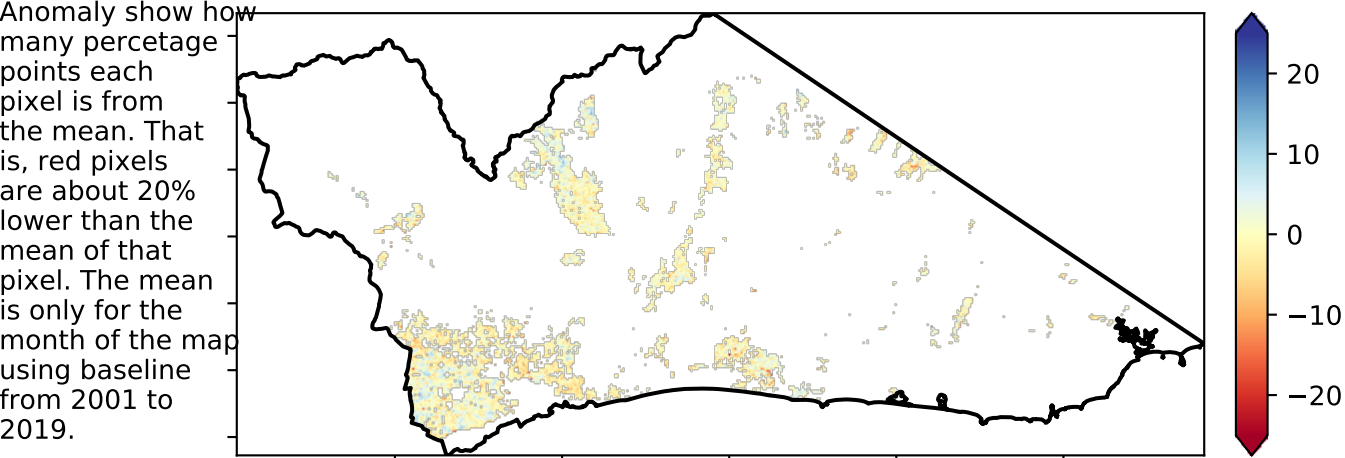 Anomaly show how
many percetage
points each
pixel is from
the mean. That
is, red pixels
are about 20%
lower than the
mean of that
pixel. The mean
is only for the
month of the map
using baseline
from 2001 to
2019.
20
10
0
−10
−20